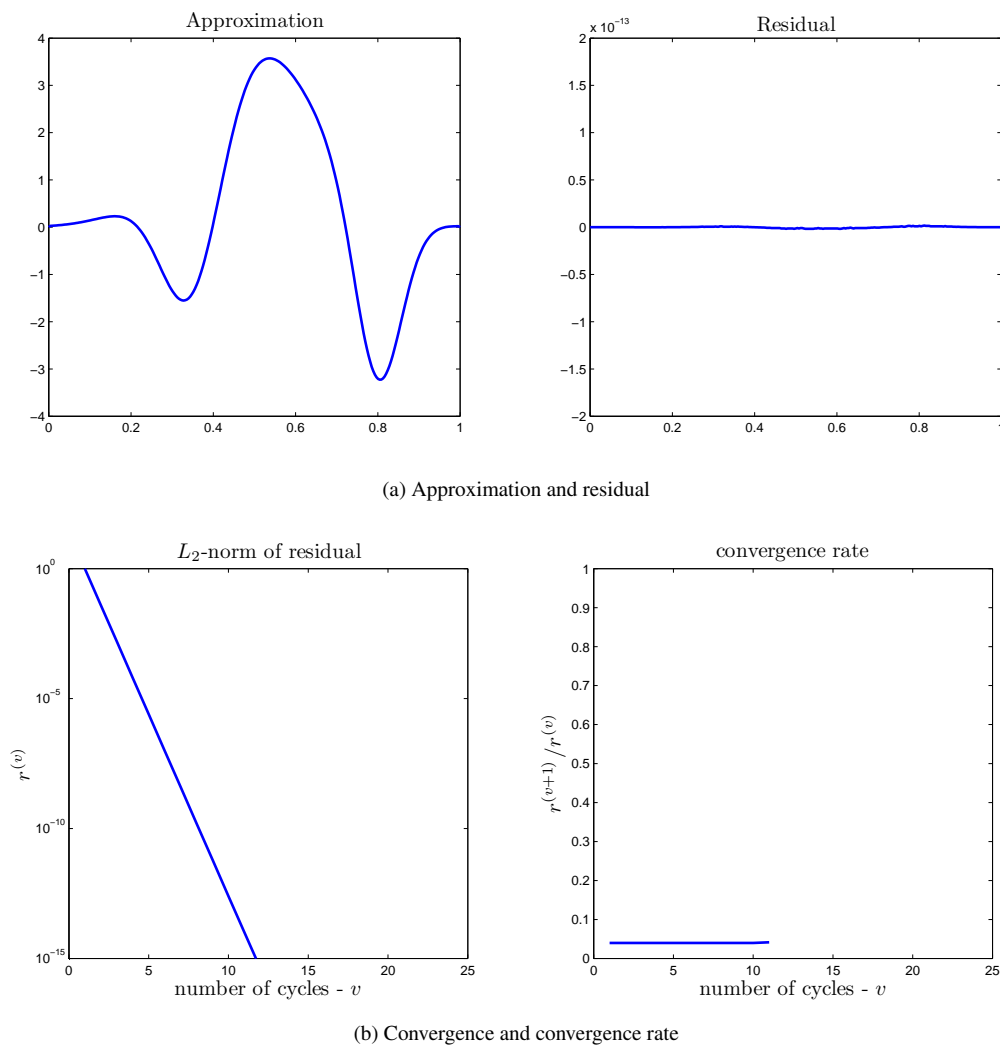 Approximation
4
3
2
1
0
−1
−2
−3
−4
0 0.2 0.4 0.6 0.8 1
Residual
x 10^−13
2
1.5
1
0.5
0
−0.5
−1
−1.5
−2
0 0.2 0.4 0.6 0.8 1
(a) Approximation and residual
L_2-norm of residual
r^(v)
10^0
10^−5
10^−10
10^−15
0 5 10 15 20 25
number of cycles - v
convergence rate
r^(v+1)/r^(v)
1
0.9
0.8
0.7
0.6
0.5
0.4
0.3
0.2
0.1
0
0 5 10 15 20 25
number of cycles - v
(b) Convergence and convergence rate